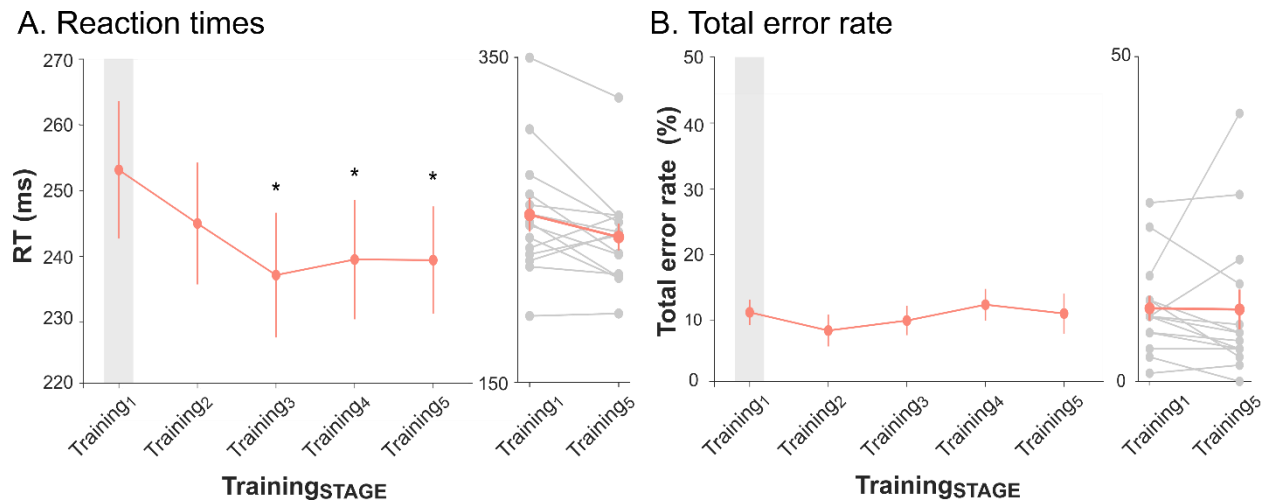 A. Reaction times
B. Total error rate
RT (ms)
270
260
250
240
230
220
*
*
*
Training1
Training2
Training3
Training4
Training5
TrainingSTAGE
350
150
Training1
Training5
Total error rate (%)
50
40
30
20
10
0
Training1
Training2
Training3
Training4
Training5
TrainingSTAGE
50
0
Training1
Training5